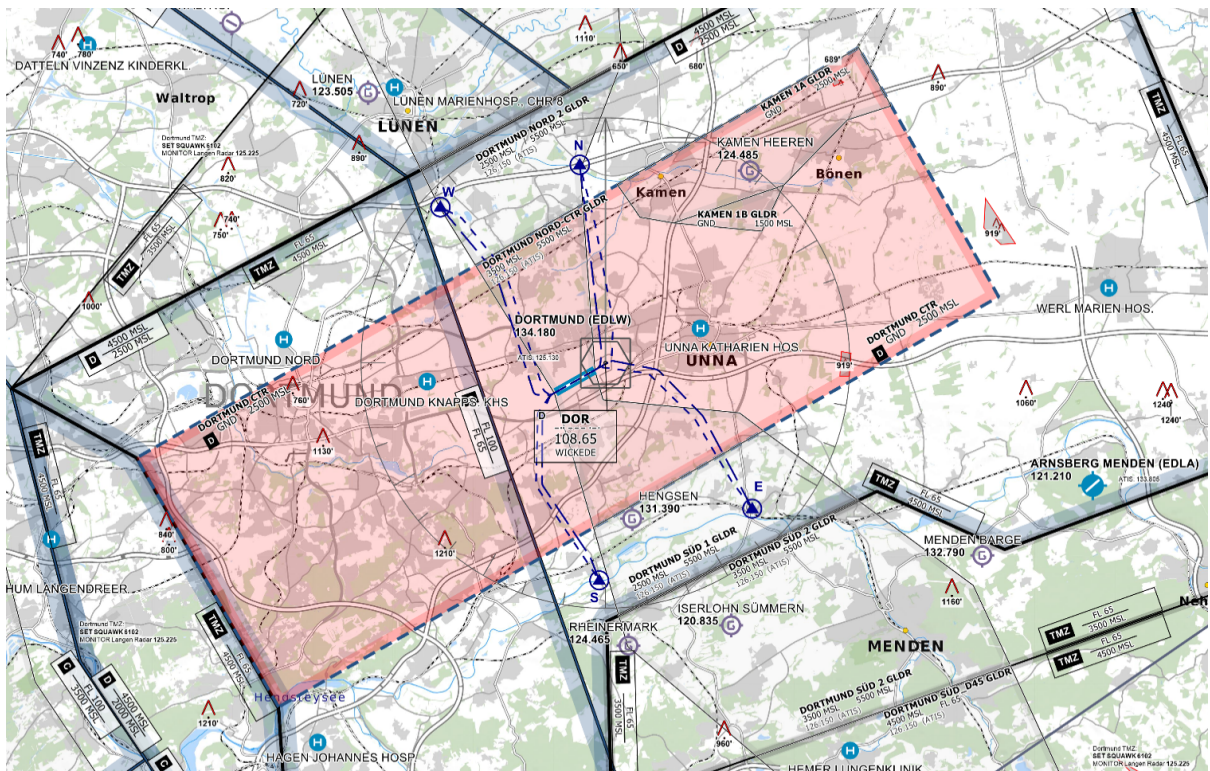 740'
780'
DATTELN VINZENZ KINDERKL.
Waltrop
Dortmund TMZ:
SET SQUAWK 6102
MONITOR Langen Radar 125.225
820'
740'
750'
LÜNEN
123.505
720'
LÜNEN MARIENHOSP., CHR 8
LÜNEN
890'
1110'
650'
680'
D
4500 MSL
2500 MSL
689'
890'
TMZ
FL 65
4500 MSL
DORTMUND NORD 2 GLDR
2500 MSL 5500 MSL
126.150 (ATIS)
KAMEN 1A GLDR
GND 2500 MSL
N
W
KAMEN HEEREN
124.485
Kamen
Bönen
KAMEN 1B GLDR
GND 1500 MSL
919'
TMZ
FL 65
3500 MSL
TMZ
FL 65
4500 MSL
DORTMUND NORD-CTR GLDR
3500 MSL 5500 MSL
126.150 (ATIS)
1000'
D
4500 MSL
2500 MSL
DORTMUND (EDLW)
134.180
ATIS: 125.130
WERL MARIEN HOS.
DORTMUND NORD
UNNA KATHARIEN HOS
UNNA
DORTMUND CTR
D
GND 2500 MSL
919'
DORTMUND
760'
DORTMUND KNAPPS. KHS
FL 100
FL 65
DORTMUND CTR
D
GND 2500 MSL
1130'
D
DOR
108.65
WICKEDE
1060'
1240'
1240'
TMZ
FL 65
4500 MSL
ARNSBERG MENDEN (EDLA)
121.210
ATIS: 133.805
TMZ
FL 65
4500 MSL
HENGSEN
131.390
E
840'
800'
1210'
MENDEN BARGE
132.790
DORTMUND SÜD 1 GLDR
2500 MSL 5500 MSL
126.150 (ATIS)
DORTMUND SÜD 2 GLDR
3500 MSL 5500 MSL
126.150 (ATIS)
S
HUM LANGENDREER
1160'
ISERLOHN SÜMMERN
120.835
RHEINERMARK
124.465
Dortmund TMZ:
SET SQUAWK 6102
MONITOR Langen Radar 125.225
TMZ
FL 65
4500 MSL
MENDEN
TMZ
FL 65
3500 MSL
TMZ
FL 65
4500 MSL
C
FL 100
3500 MSL
D
4500 MSL
Hengsteysee
1210'
TMZ
FL 65
3500 MSL
DORTMUND SÜD 2 GLDR
3500 MSL 5500 MSL
126.150 (ATIS)
DORTMUND SÜD D45 GLDR
4500 MSL FL 65
126.150 (ATIS)
960'
HAGEN JOHANNES HOSP.
C
HEMER LUNGENKLINIK
Dortmund TMZ:
SET SQUAWK 6102
MONITOR Langen Radar 125.225